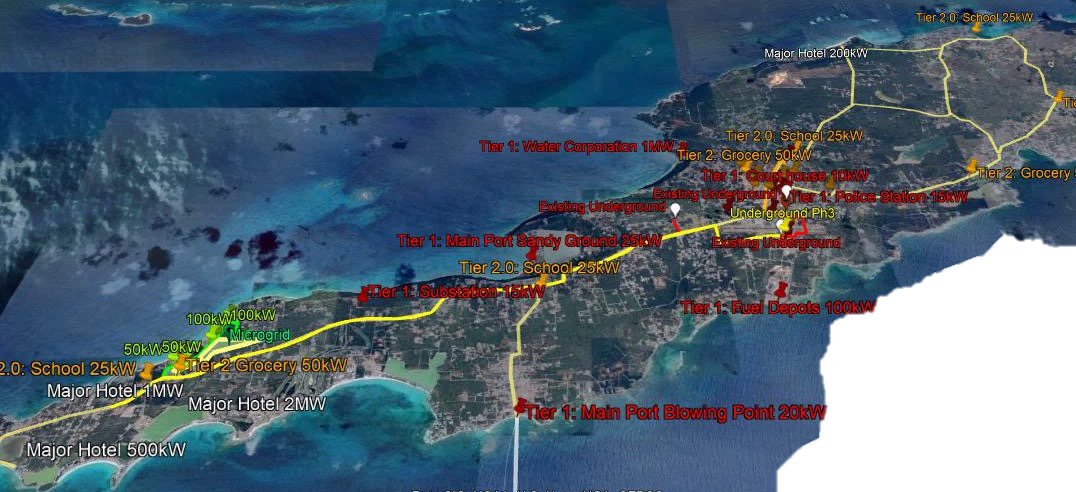 Tier 2.0: School 25kW
Major Hotel 200kW
Tier 2.0: School 25kW
Tier 1: Water Corporation 1MW
Tier 2: Grocery 50kW
Tier 1: Court house 10kW
Tier 2: Grocery
Existing Underground
Tier 1: Police Station 15kW
Existing Underground
Underground Ph3
Tier 1: Main Port Sandy Ground 25kW
Existing Underground
Tier 2.0: School 25kW
Tier 1: Substation 15kW
Tier 1: Fuel Depots 100kW
100kW
100kW
Microgrid
50kW
50kW
2.0: School 25kW
Tier 2 Grocery 50kW
Major Hotel 1MW
Major Hotel 2MW
Tier 1: Main Port Blowing Point 20kW
Major Hotel 500kW